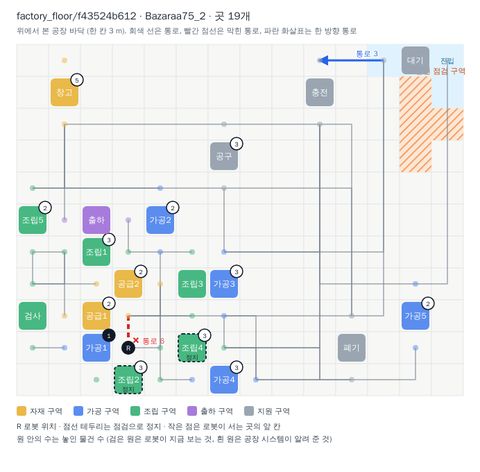 factory_floor/f43524b612 · Bazaraa75_2 · 곳 19개
위에서 본 공장 바닥 (한 칸 3 m). 회색 선은 통로, 빨간 점선은 막힌 통로, 파란 화살표는 한 방향 통로
통로 3
대기
점검 구역
5
창고
충전
3
공구
2
조립5
출하
2
가공2
3
조립1
2
공급2
조립3
3
가공3
검사
2
공급1
2
가공5
1
가공1
R
통로 6
3
조립4
정지
폐기
3
조립2
정지
3
가공4
자재 구역
가공 구역
조립 구역
출하 구역
지원 구역
R 로봇 위치 · 점선 테두리는 점검으로 정지 · 작은 점은 로봇이 서는 곳의 앞 칸
원 안의 수는 놓인 물건 수 (검은 원은 로봇이 지금 보는 것, 흰 원은 공장 시스템이 알려 준 것)